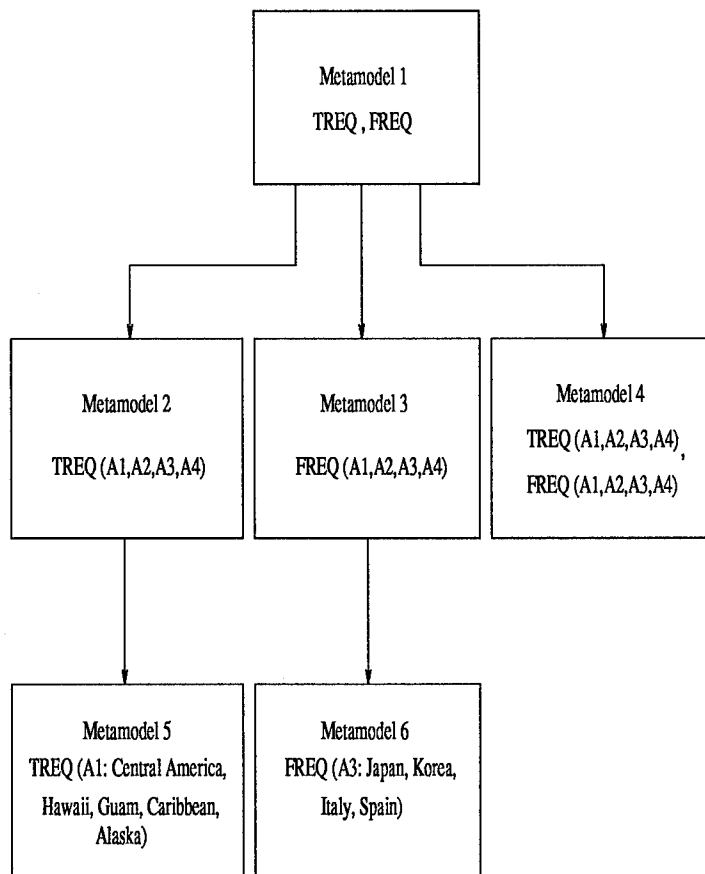 Metamodel 1
TREQ , FREQ
Metamodel 2
TREQ (A1,A2,A3,A4)
Metamodel 3
FREQ (A1,A2,A3,A4)
Metamodel 4
TREQ (A1,A2,A3,A4) ,
FREQ (A1,A2,A3,A4)
Metamodel 5
TREQ (A1: Central America,
Hawaii, Guam, Caribbean,
Alaska)
Metamodel 6
FREQ (A3: Japan, Korea,
Italy, Spain)